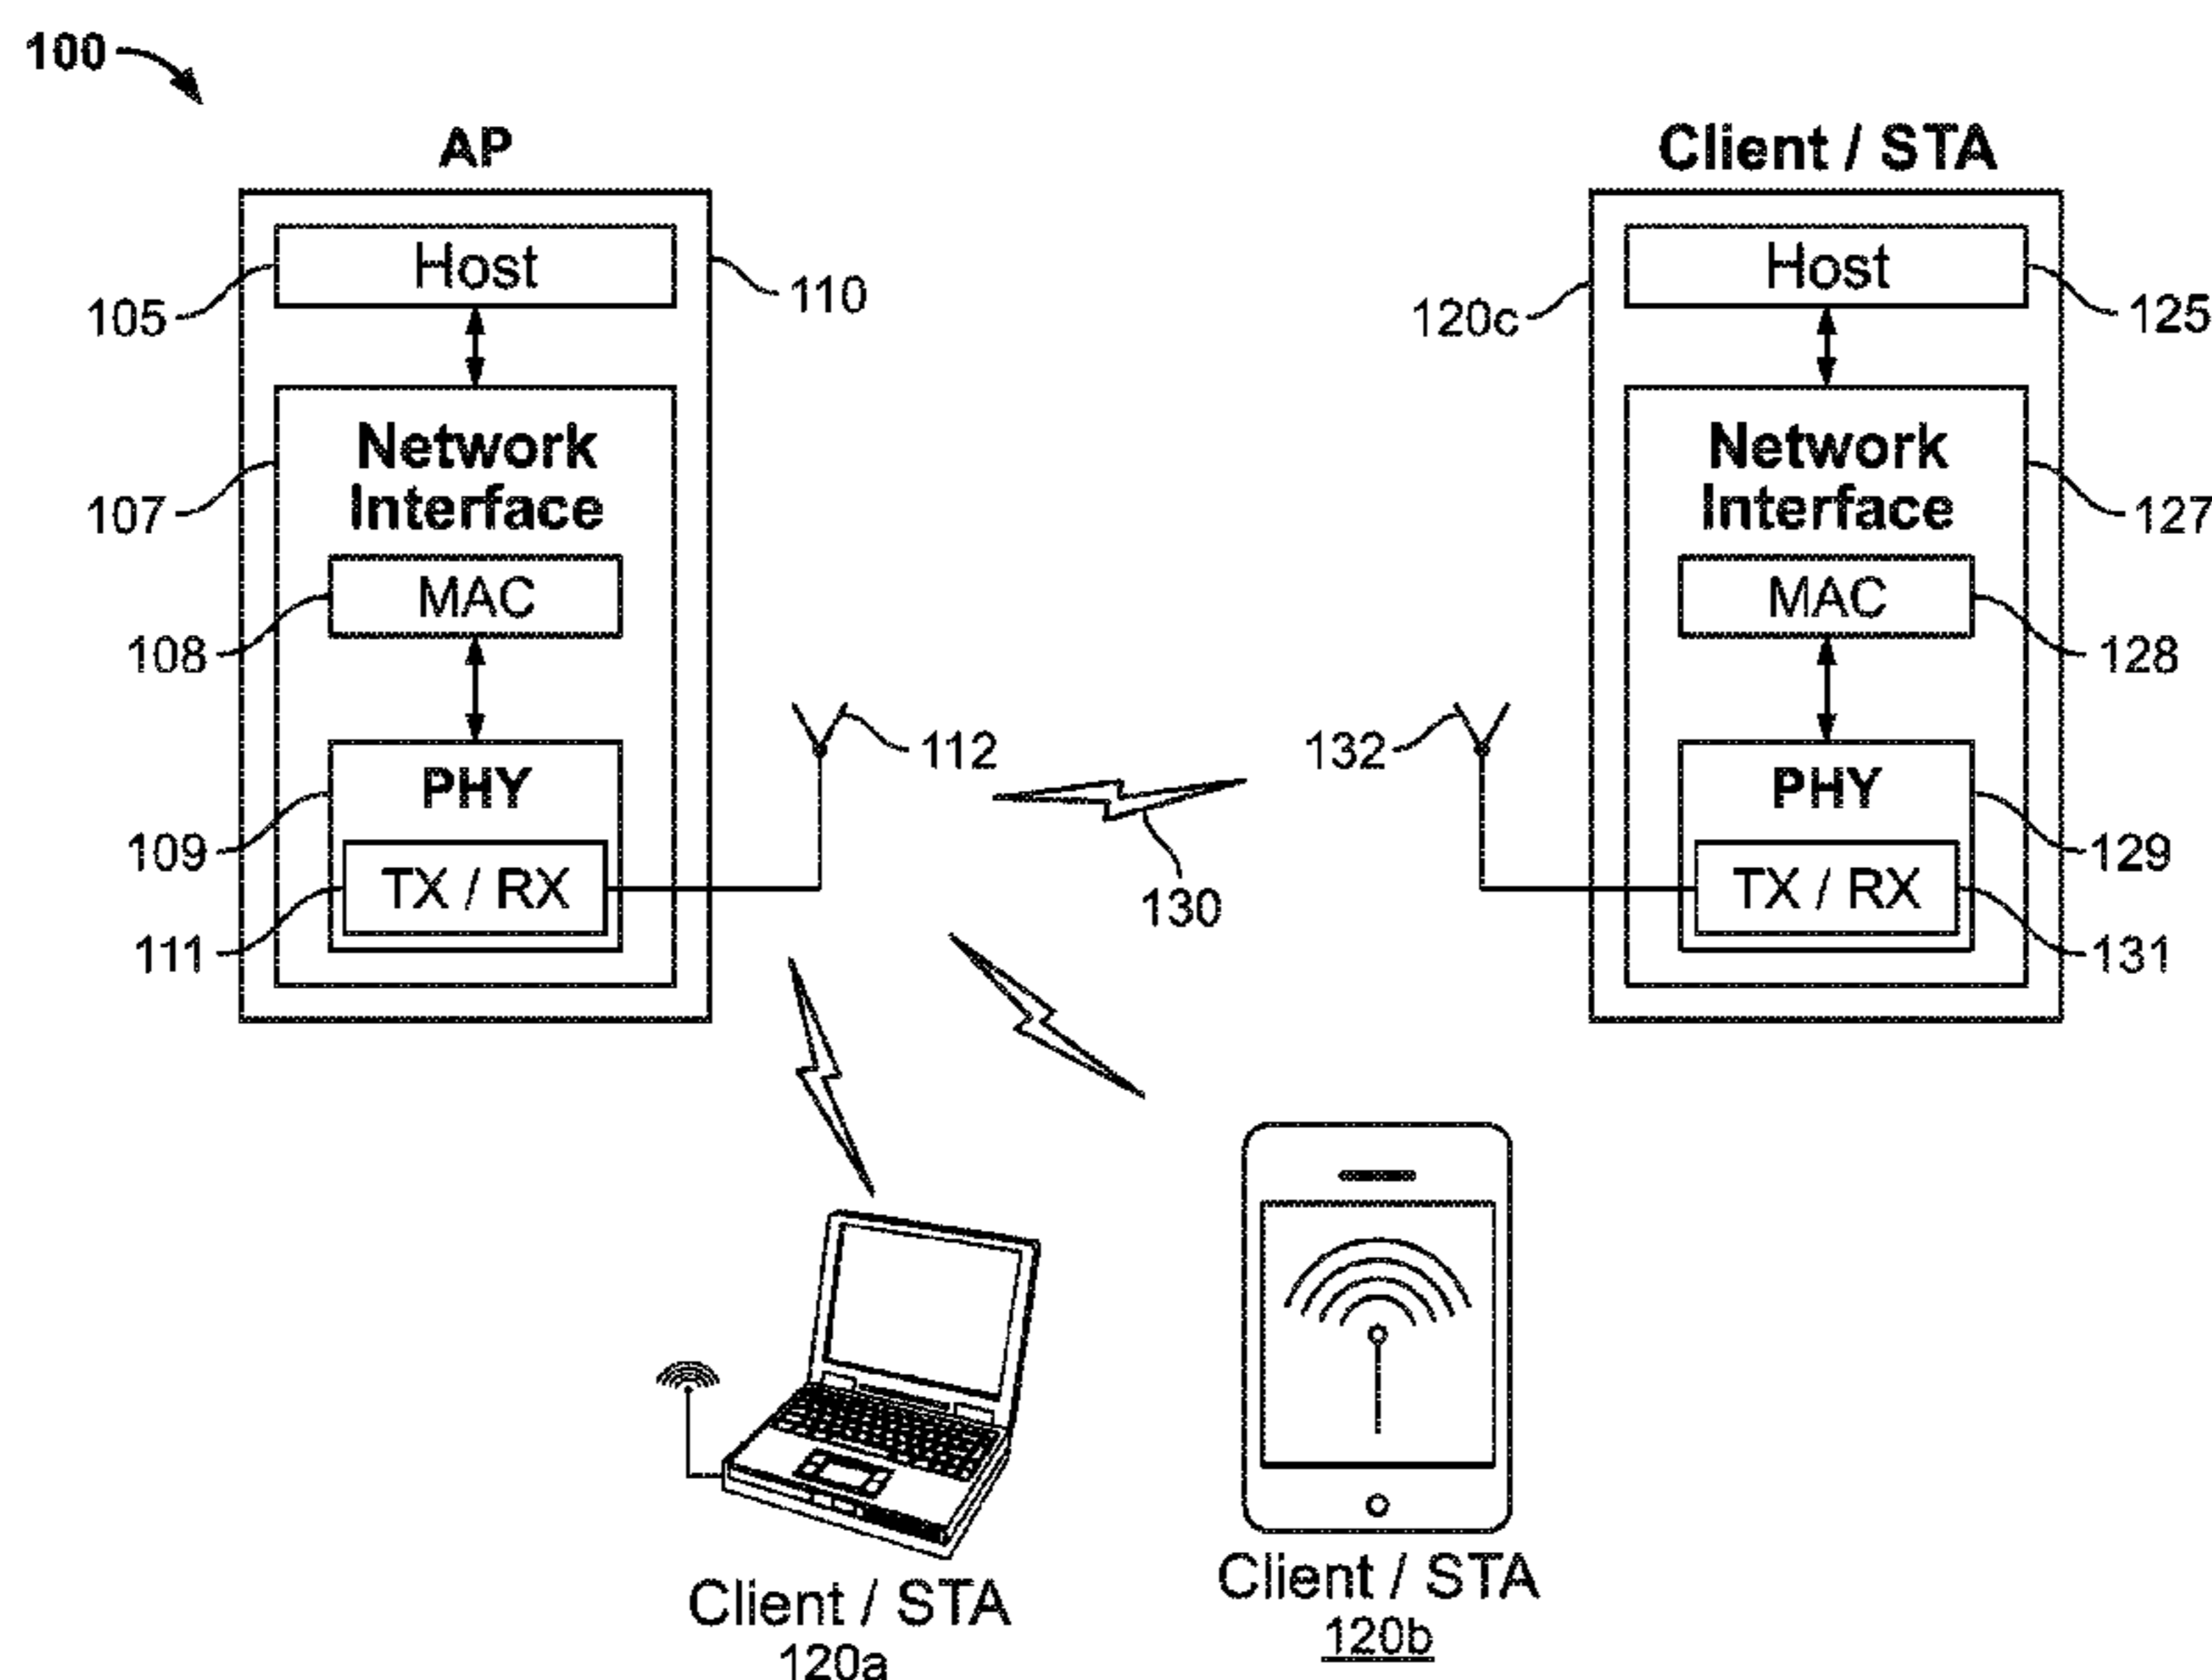 100
AP
Client / STA
Host
105
110
Host
120c
125
Network
Interface
107
Network
Interface
127
MAC
108
MAC
128
PHY
109
112
132
PHY
129
TX / RX
111
130
TX / RX
131
Client / STA
120a
Client / STA
120b